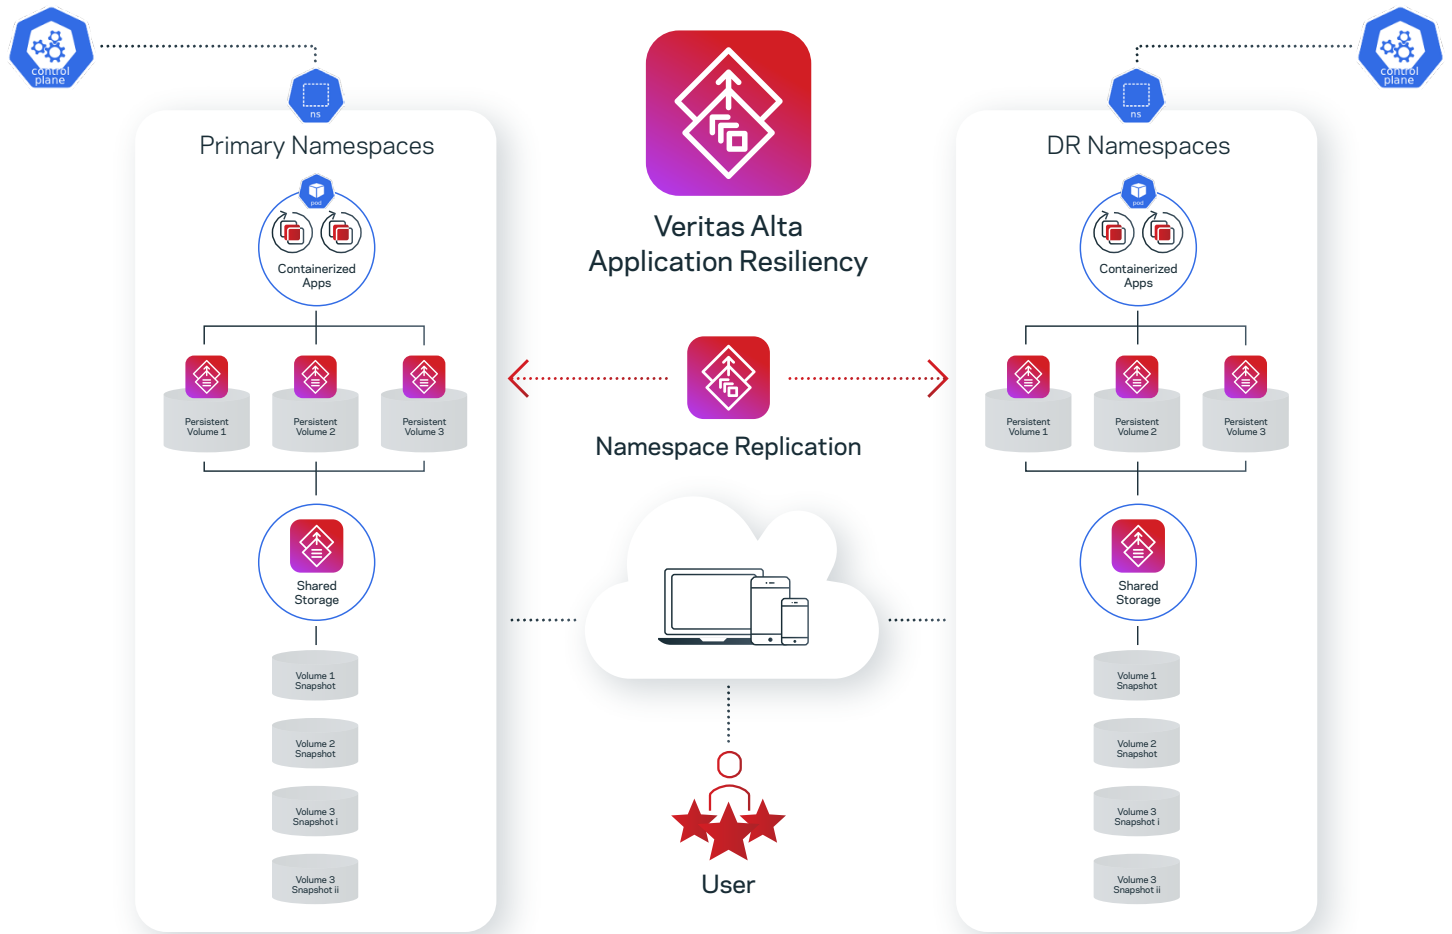 control
plane
ns
Primary Namespaces
pod
Containerized
Apps
Persistent
Volume 1
Persistent
Volume 2
Persistent
Volume 3
Shared
Storage
Volume 1
Snapshot
Volume 2
Snapshot
Volume 3
Snapshot i
Volume 3
Snapshot ii
Veritas Alta
Application Resiliency
Namespace Replication
User
control
plane
ns
DR Namespaces
pod
Containerized
Apps
Persistent
Volume 1
Persistent
Volume 2
Persistent
Volume 3
Shared
Storage
Volume 1
Snapshot
Volume 2
Snapshot
Volume 3
Snapshot i
Volume 3
Snapshot ii